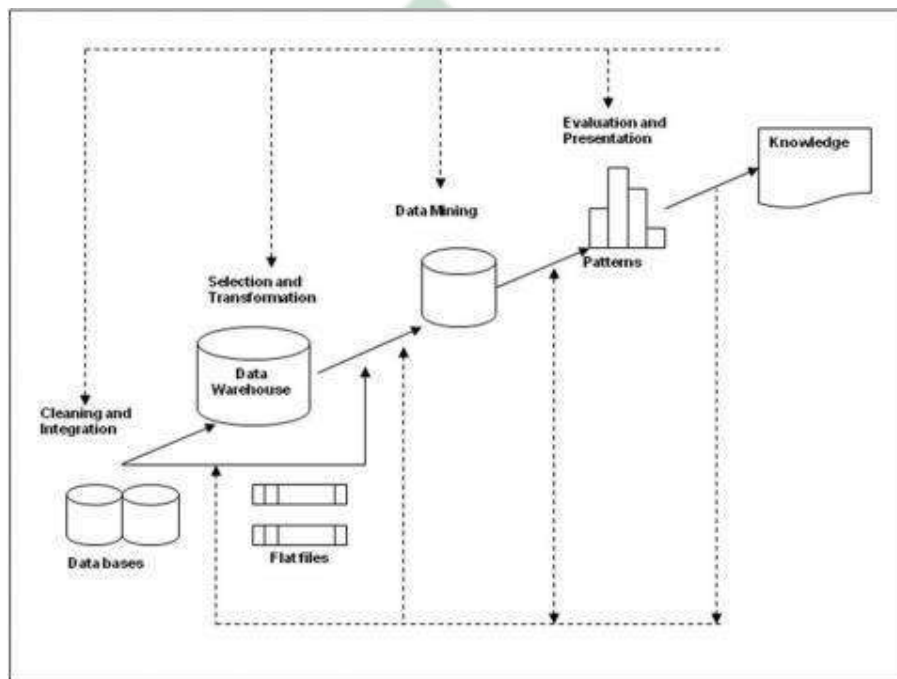 Evaluation and
Presentation
Knowledge
Data Mining
Patterns
Selection and
Transformation
Data
Warehouse
Cleaning and
Integration
Data bases
Flat files